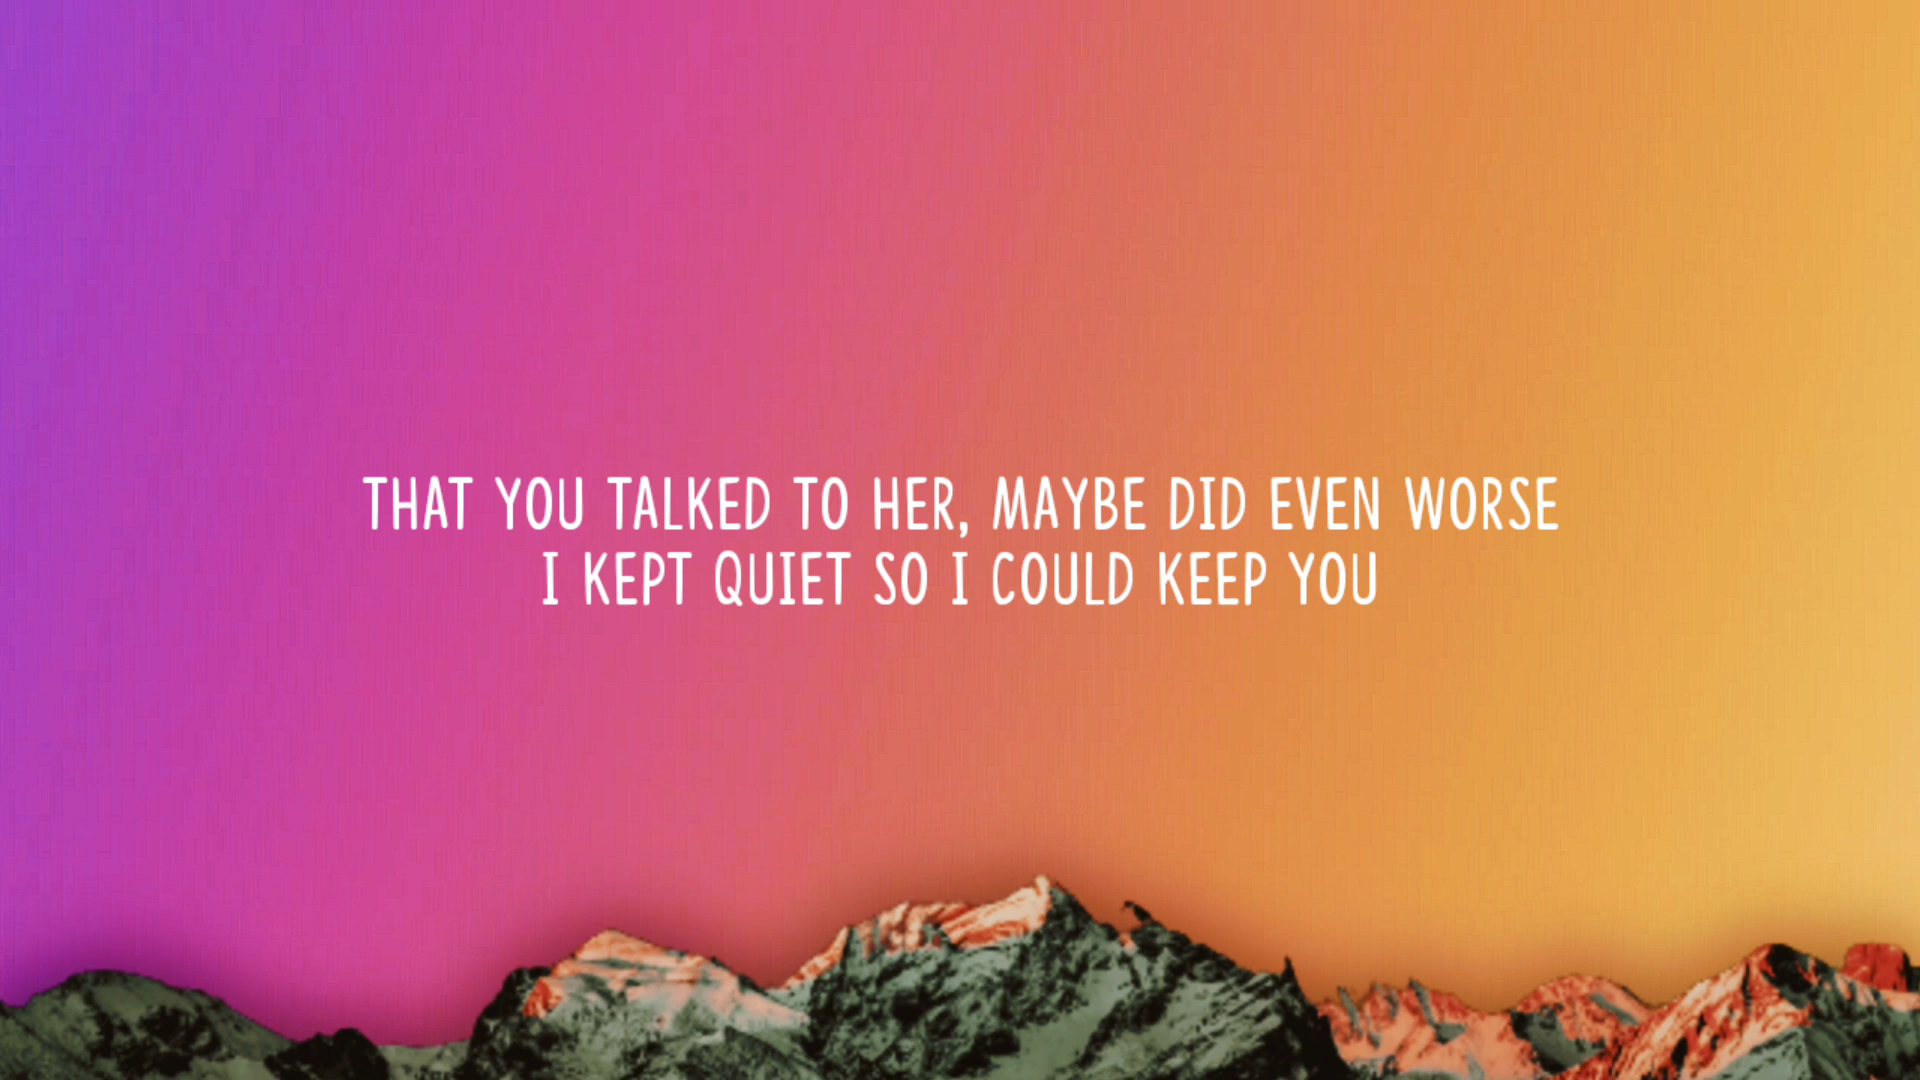 THAT YOU TALKED TO HER, MAYBE DID EVEN WORSE
I KEPT QUIET SO I COULD KEEP YOU